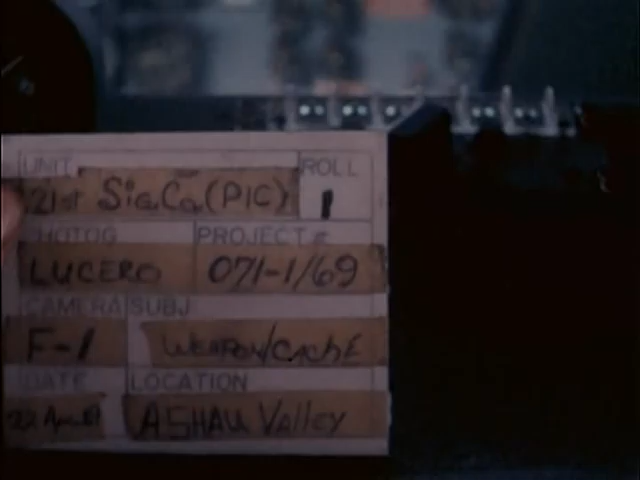 UNIT ROLL
21st Sig.Co.(PIC) 1
PHOTOG PROJECT#
LUCERO 071-1/69
CAMERA SUBJ
F-1 WEAPON/CACHE
DATE LOCATION
22 ASHAU Valley